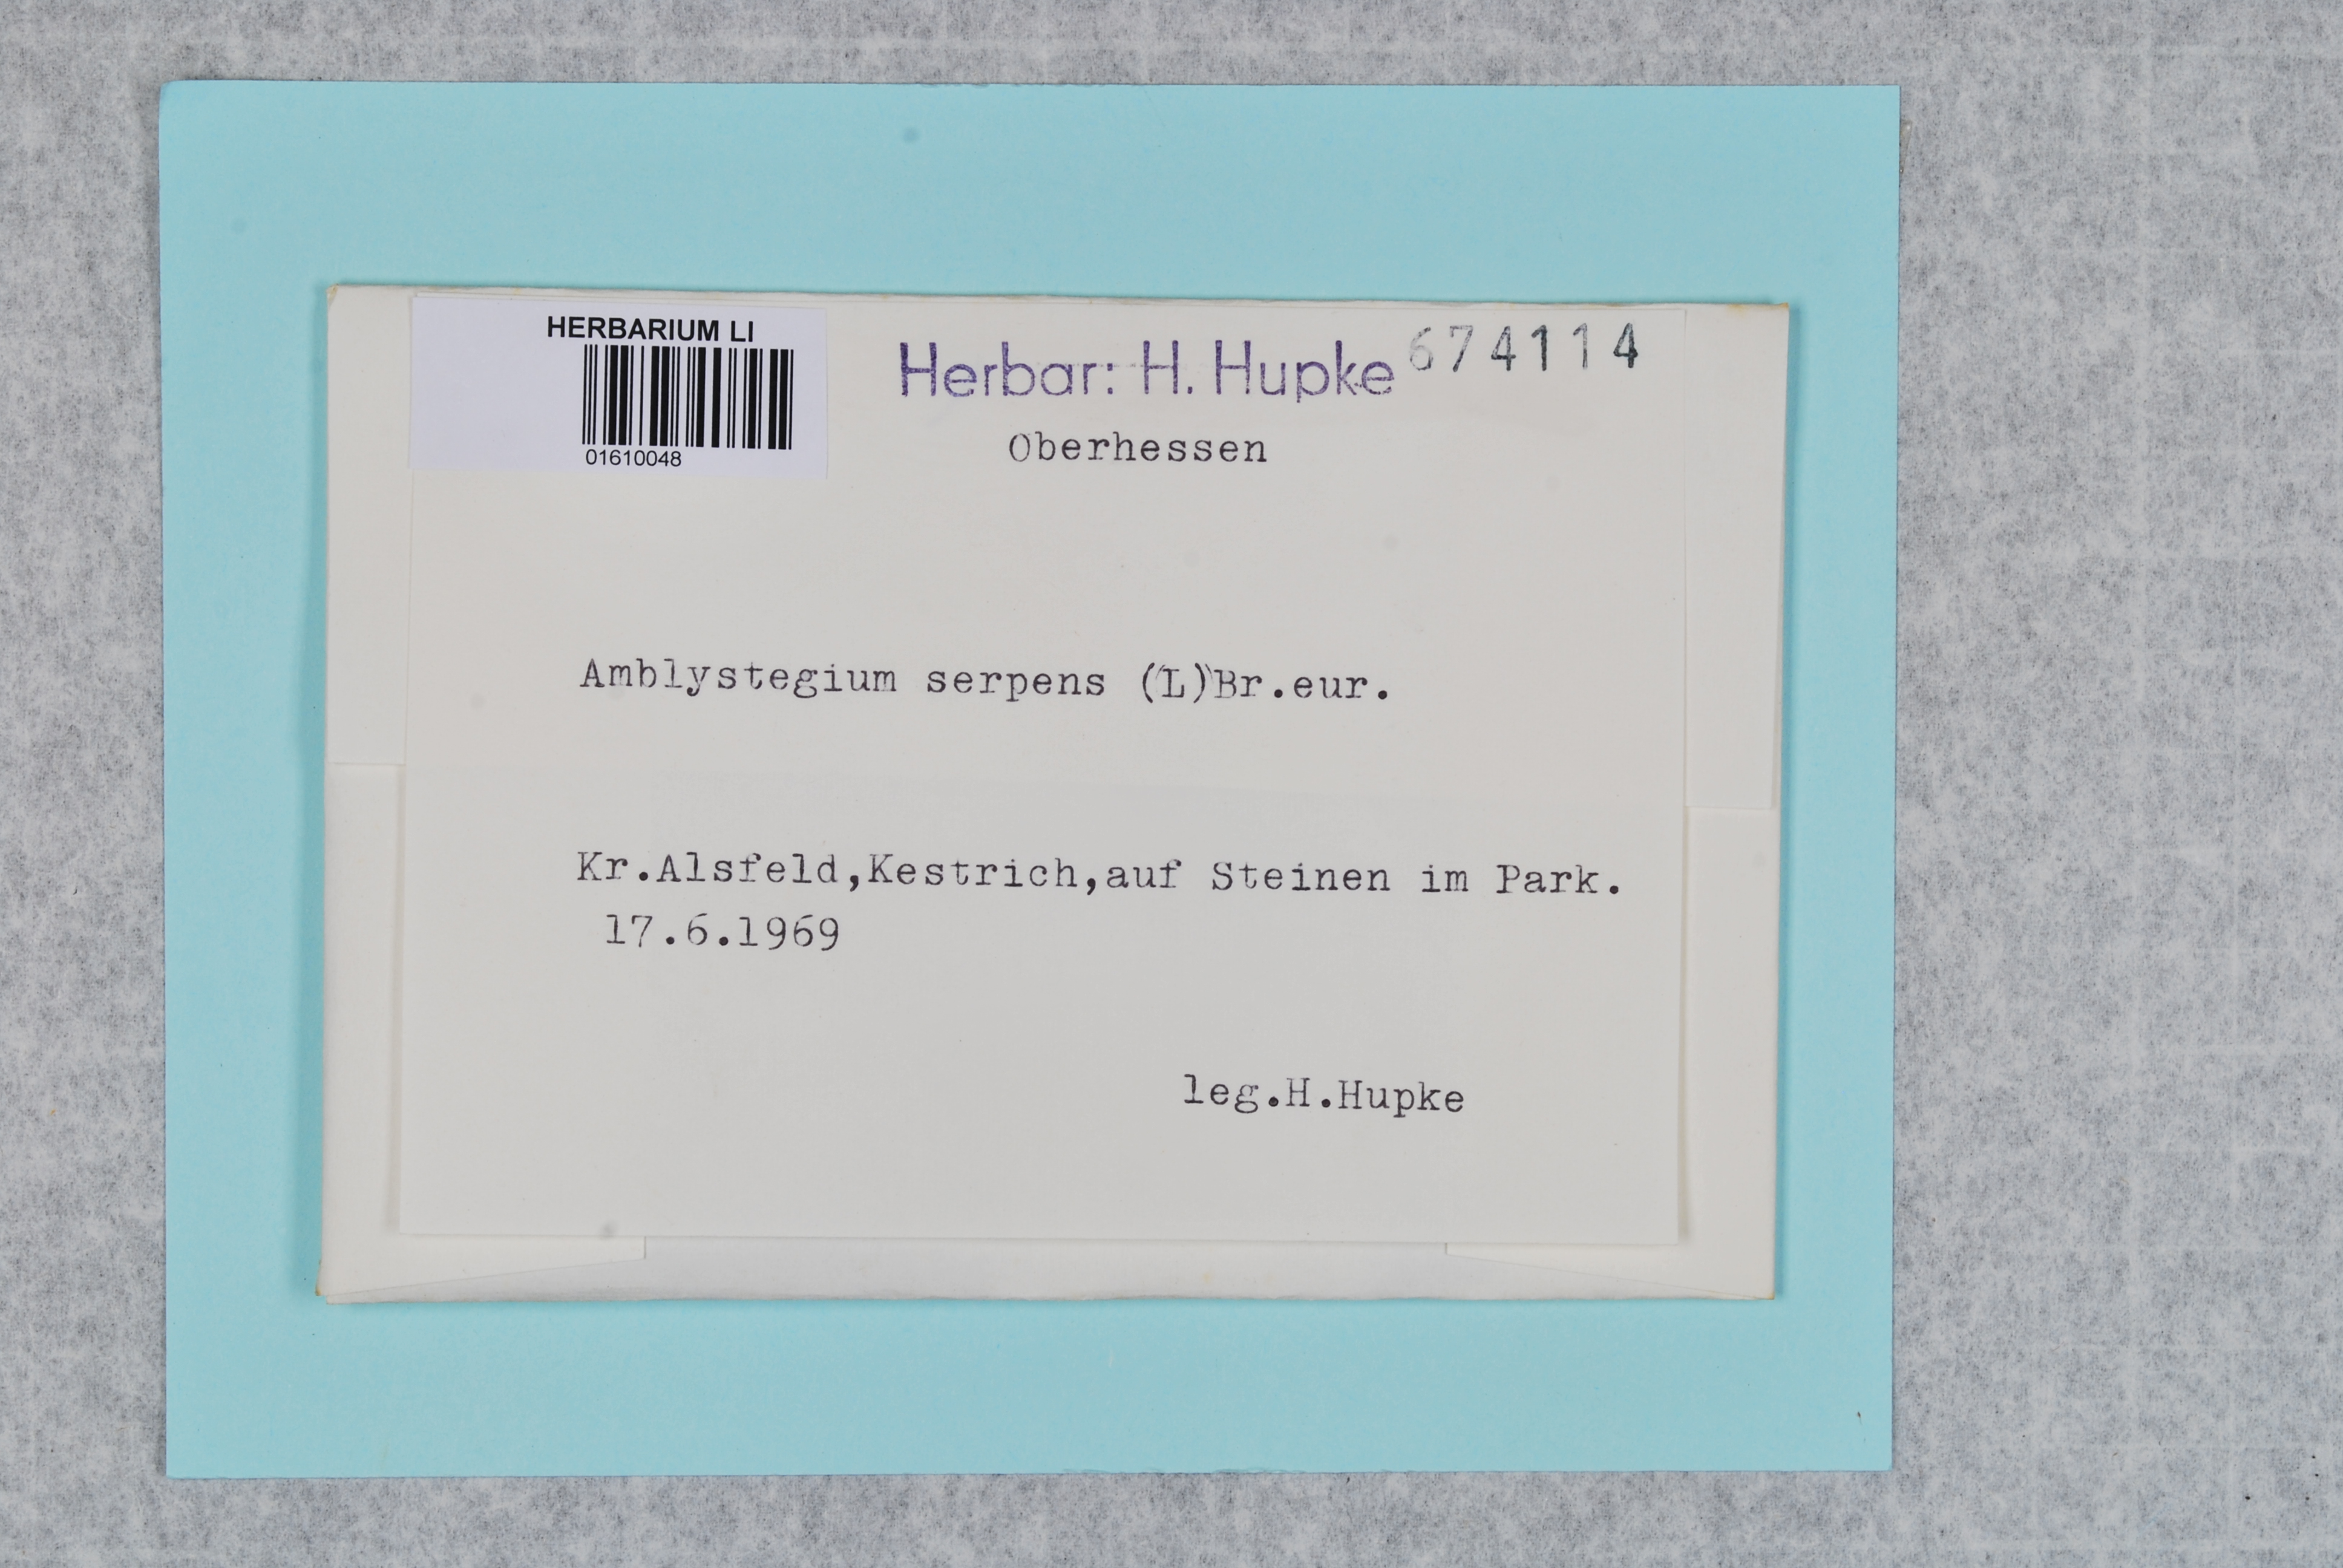 HERBARIUM LI
01610048
Herbar: H. Hupke 674114
Oberhessen
Amblystegium serpens (L)Br.eur.
Kr.Alsfeld,Kestrich,auf Steinen im Park.
17.6.1969
leg.H.Hupke